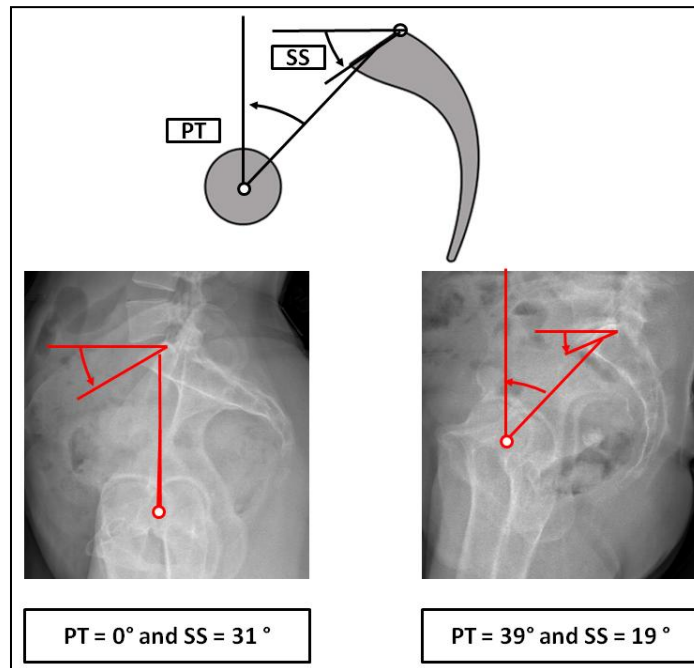 SS
PT
PT = 0° and SS = 31 °
PT = 39° and SS = 19 °